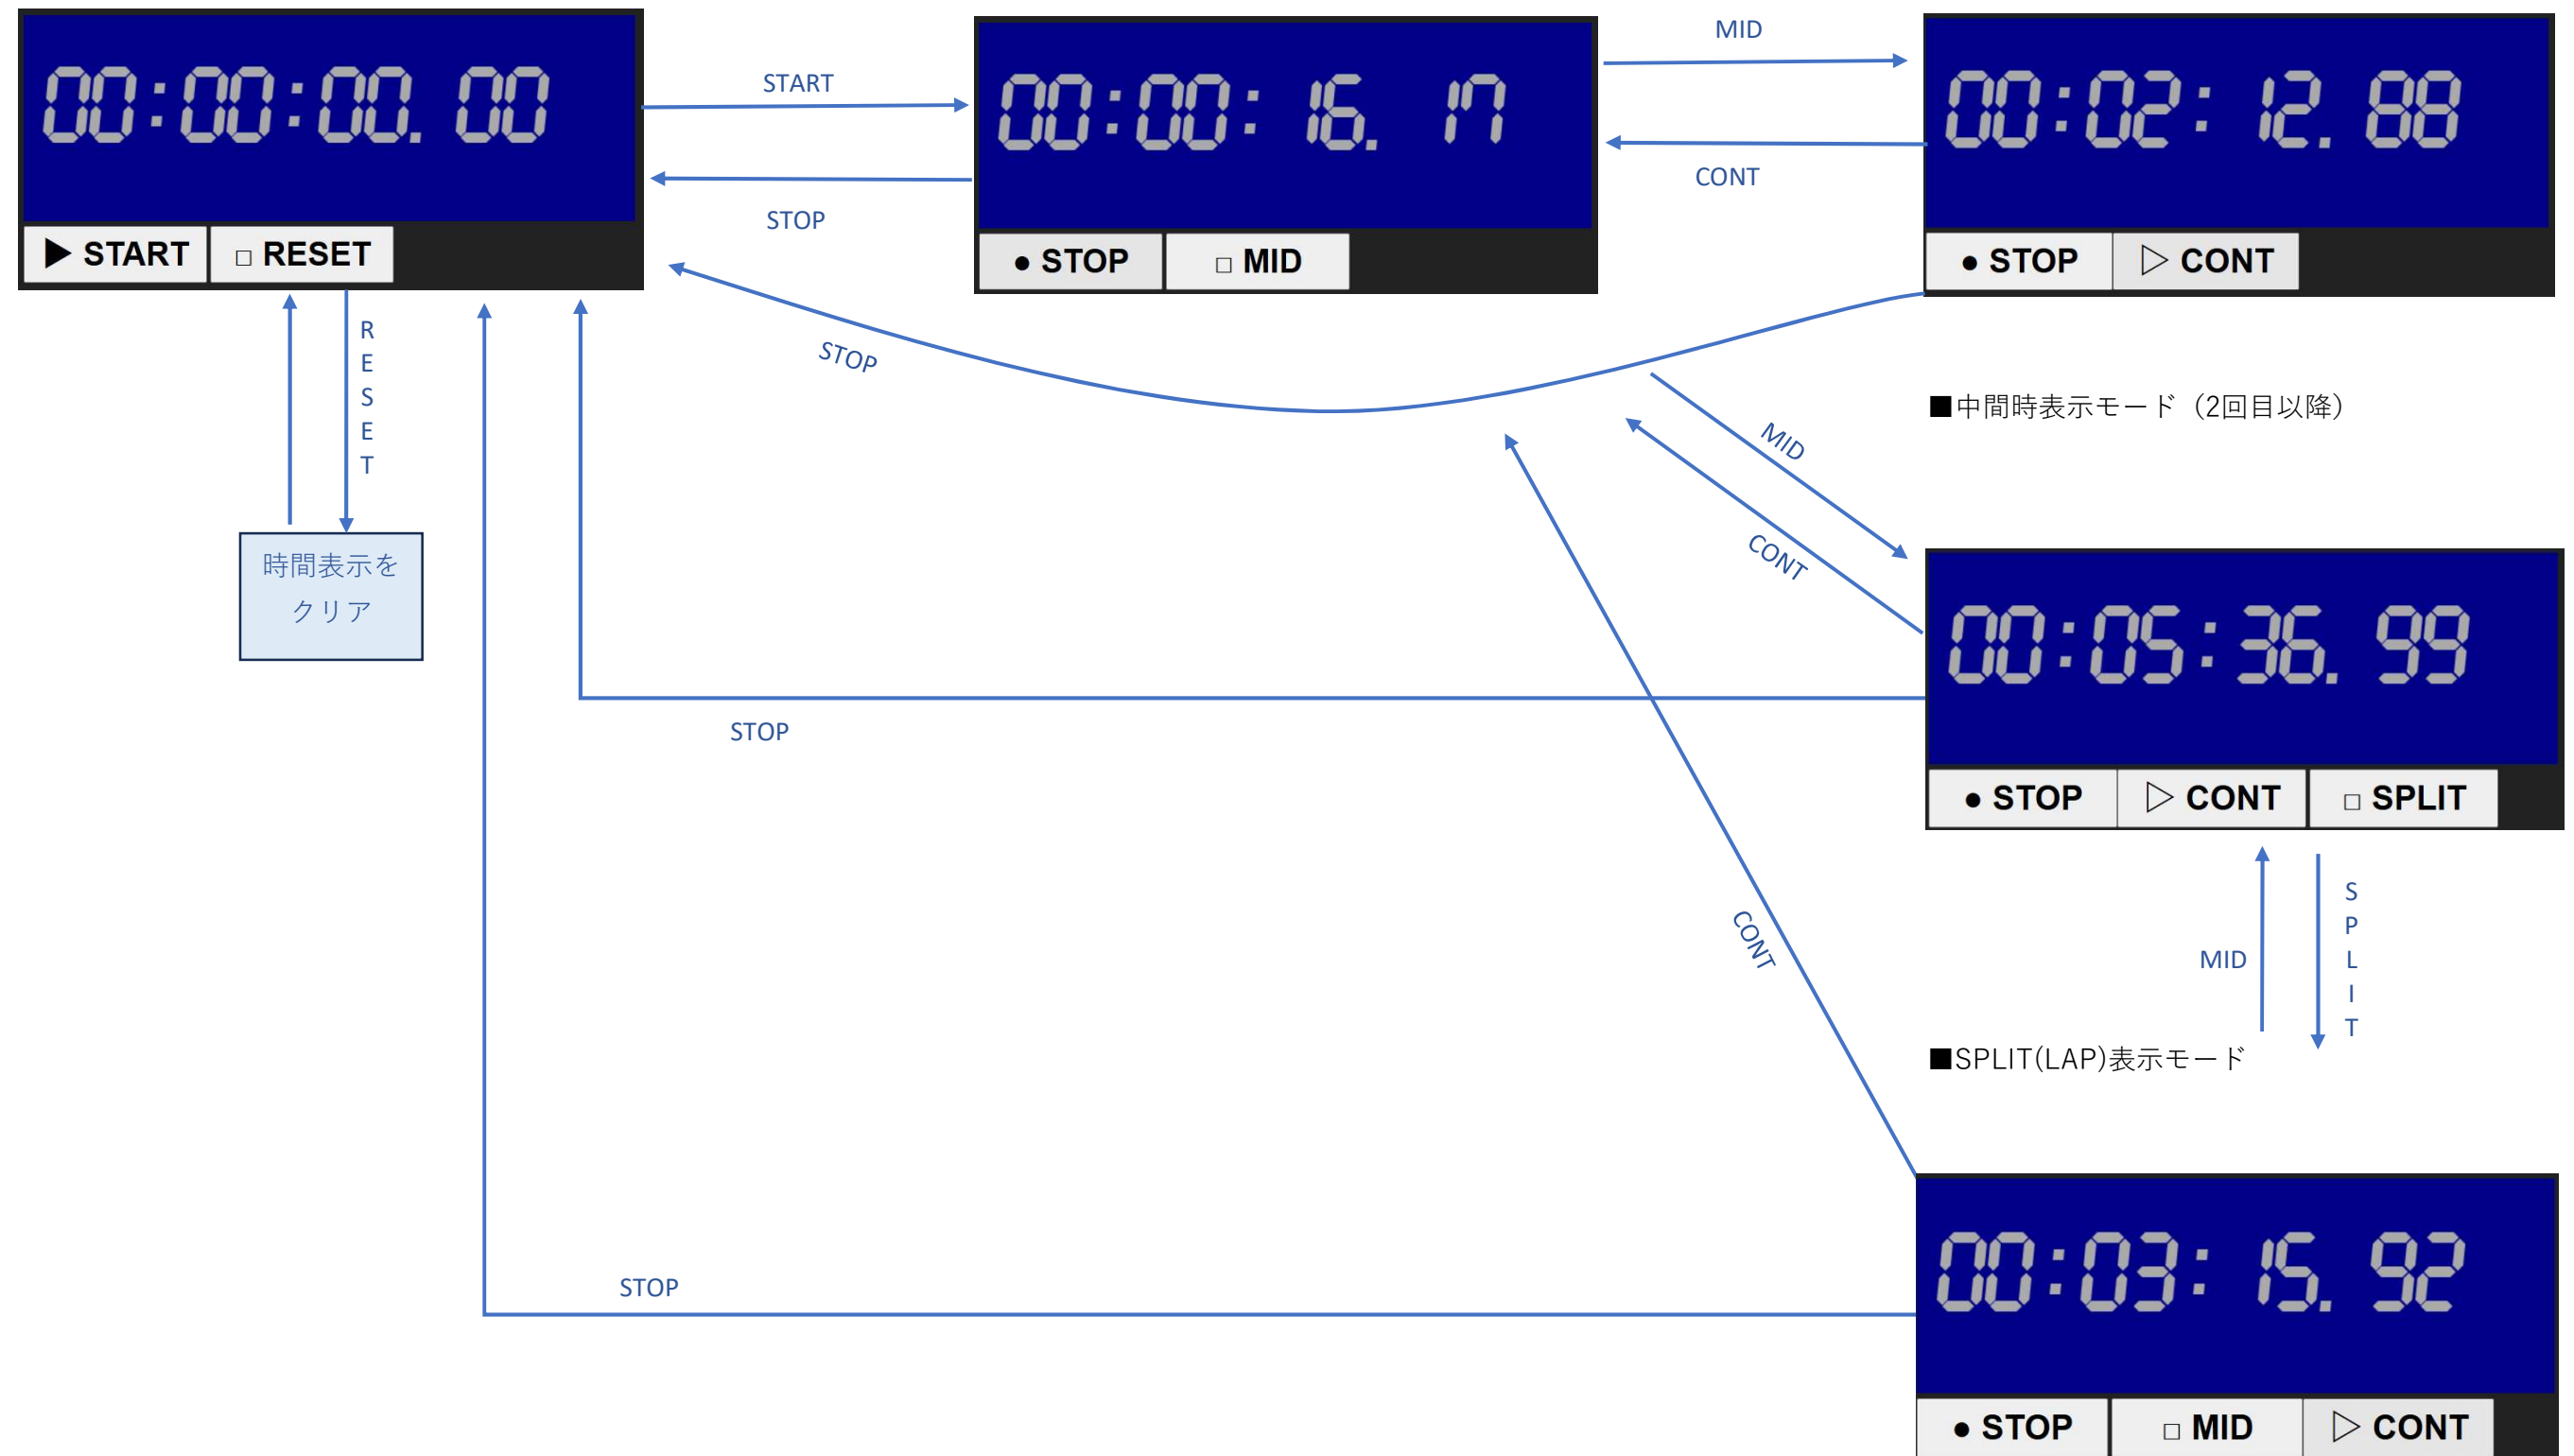 00:00:00.00
▶ START
□ RESET
START
STOP
00:00:16.17
● STOP
□ MID
MID
CONT
00:02:12.88
● STOP
▷ CONT
RESET
STOP
■中間時表示モード（2回目以降）
MID
CONT
時間表示を
クリア
00:05:36.99
● STOP
▷ CONT
□ SPLIT
STOP
CONT
MID
SPLIT
■SPLIT(LAP)表示モード
STOP
00:03:15.92
● STOP
□ MID
▷ CONT